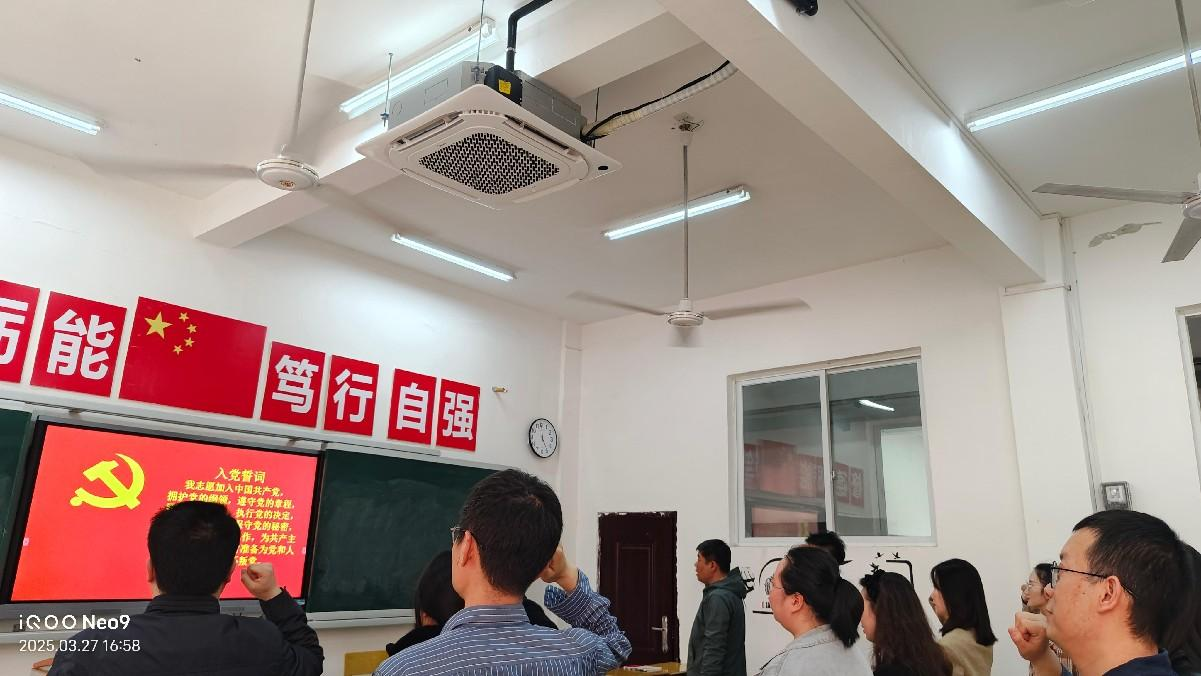 能
笃行
自强
入党誓词
我志愿加入中国共产党,
拥护党的纲领,遵守党的章程,
执行党的决定,
保守党的秘密,
作,为共产主
准备为党和人
叛党。
iQOO Neo9
2025.03.27 16:58